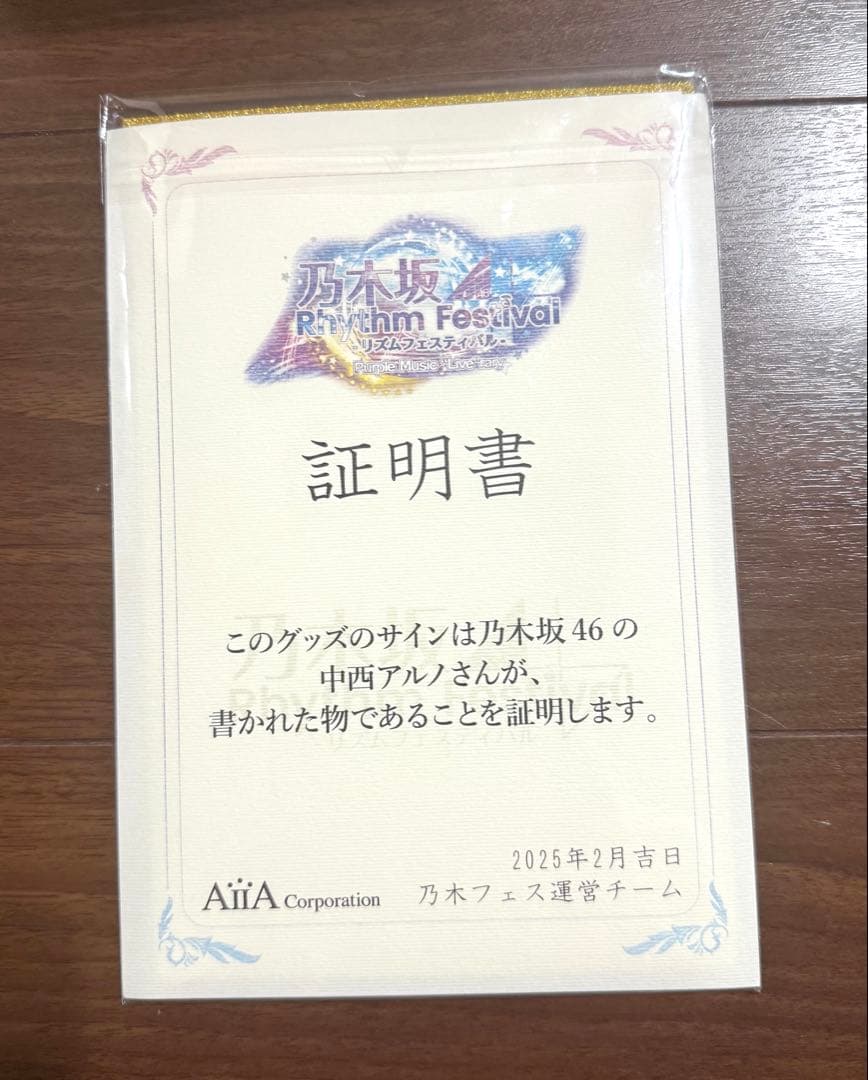 乃木坂46
Rhythm Festival
- リズムフェスティバル -
Purple Music "Live"rary
証明書
このグッズのサインは乃木坂46の
中西アルノさんが、
書かれた物であることを証明します。
2025年2月吉日
AiiA Corporation 乃木フェス運営チーム